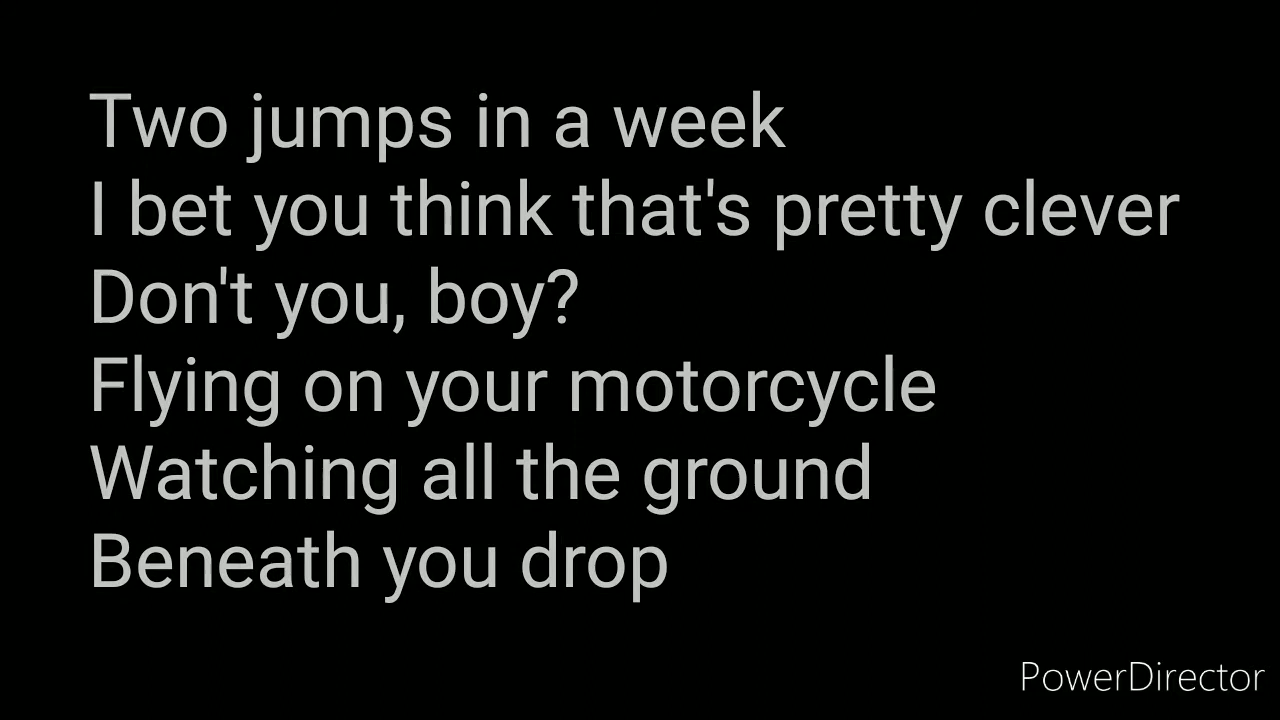 Two jumps in a week
I bet you think that's pretty clever
Don't you, boy?
Flying on your motorcycle
Watching all the ground
Beneath you drop
PowerDirector